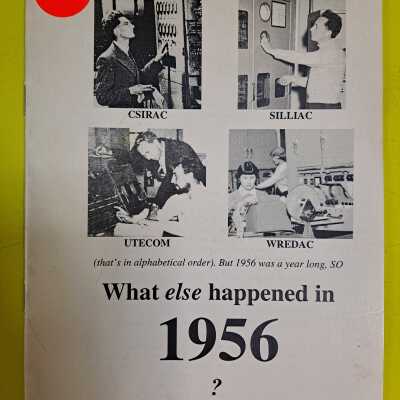 CSIRAC SILLIAC
UTECOM WREDAC
(that's in alphabetical order). But 1956 was a year long, SO
What else happened in
1956
?